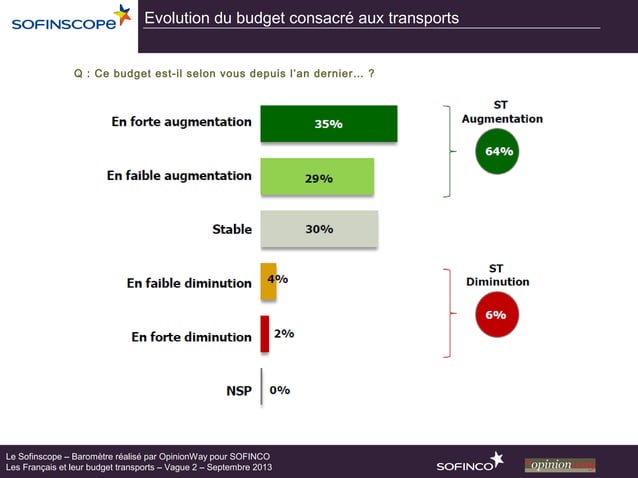 SOFINSCOPE
Evolution du budget consacré aux transports
Q : Ce budget est-il selon vous depuis l'an dernier... ?
En forte augmentation 35%
En faible augmentation 29%
ST
Augmentation
64%
Stable 30%
En faible diminution 4%
En forte diminution 2%
ST
Diminution
6%
NSP 0%
Le Sofinscope – Baromètre réalisé par OpinionWay pour SOFINCO
Les Français et leur budget transports – Vague 2 – Septembre 2013
SOFINCO
opinionway